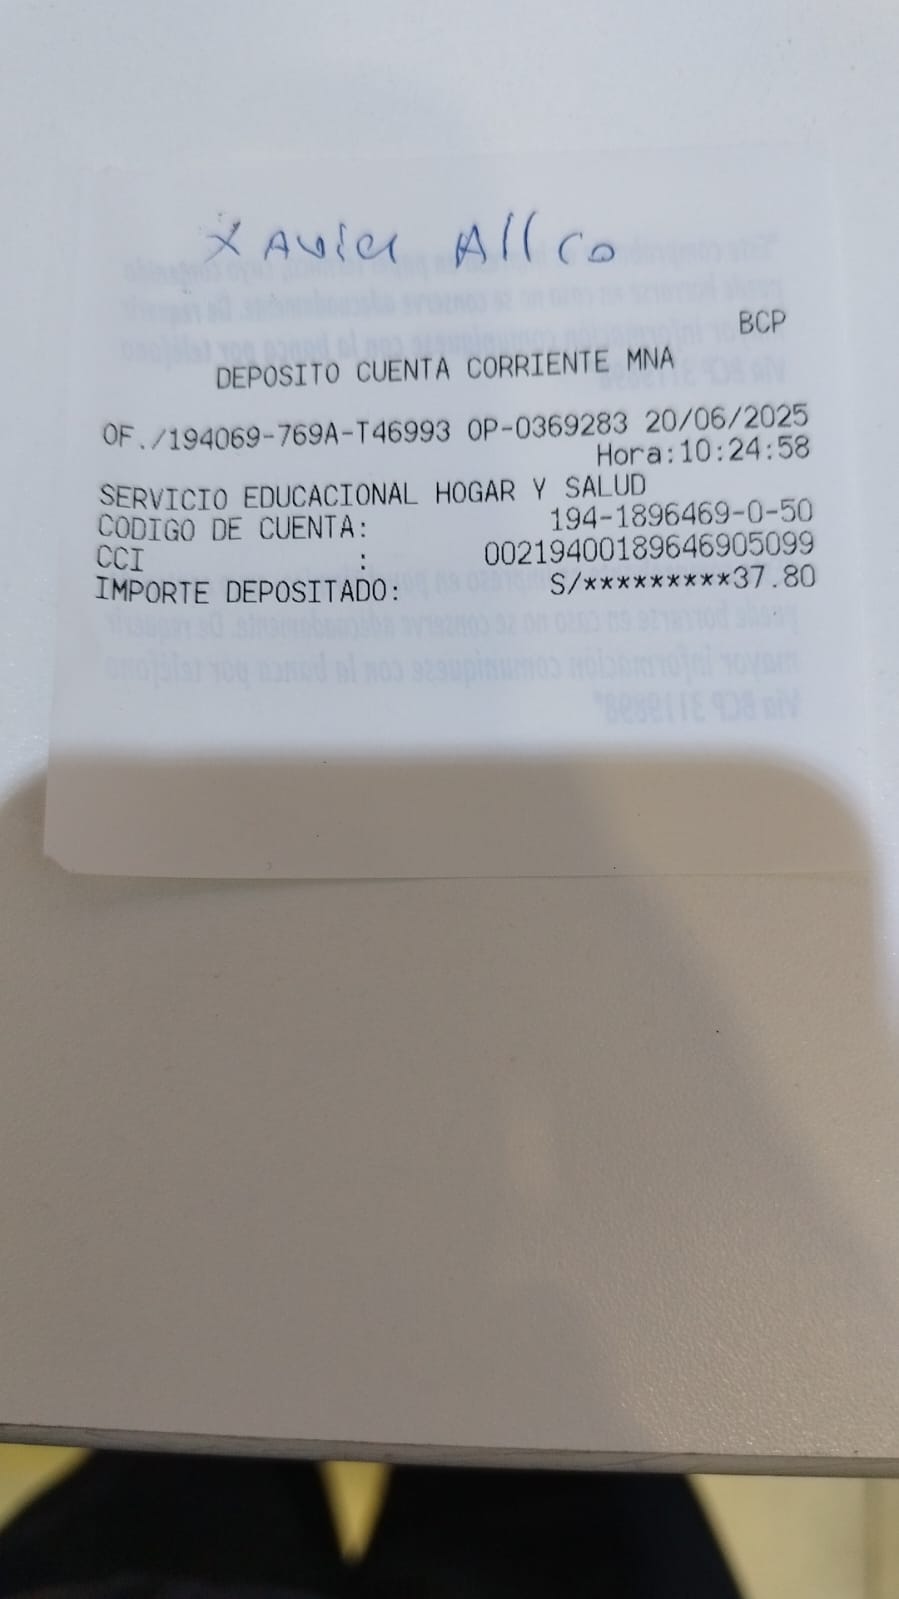 Xavier Allco
BCP
DEPOSITO CUENTA CORRIENTE MNA
OF./194069-769A-T46993 OP-0369283 20/06/2025
Hora:10:24:58
SERVICIO EDUCACIONAL HOGAR Y SALUD
CODIGO DE CUENTA: 194-1896469-0-50
CCI : 00219400189646905099
IMPORTE DEPOSITADO: S/*********37.80